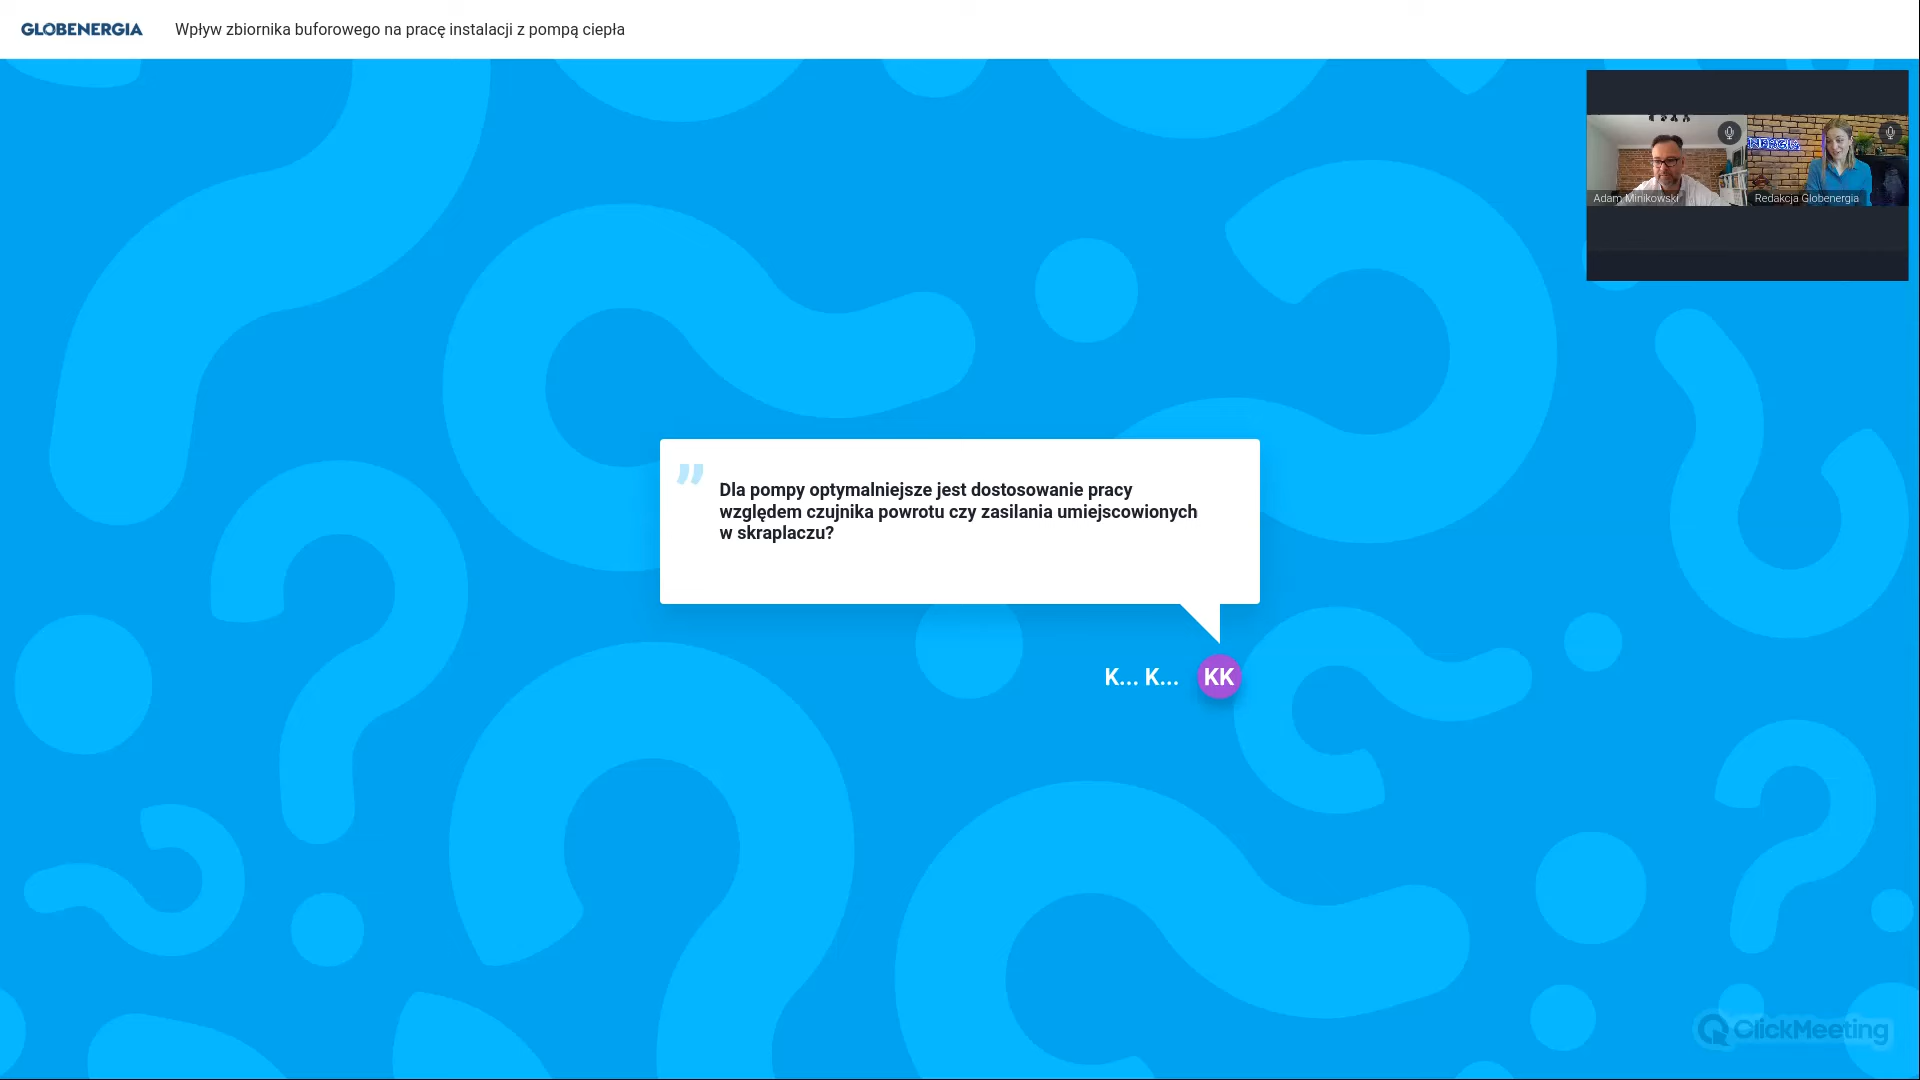 GLOBENERGIA
Wpływ zbiornika buforowego na pracę instalacji z pompą ciepła
Adam Minikowski
Redakcja Globenergia
Dla pompy optymalniejsze jest dostosowanie pracy
względem czujnika powrotu czy zasilania umiejscowionych
w skraplaczu?
K... K...
KK
ClickMeeting